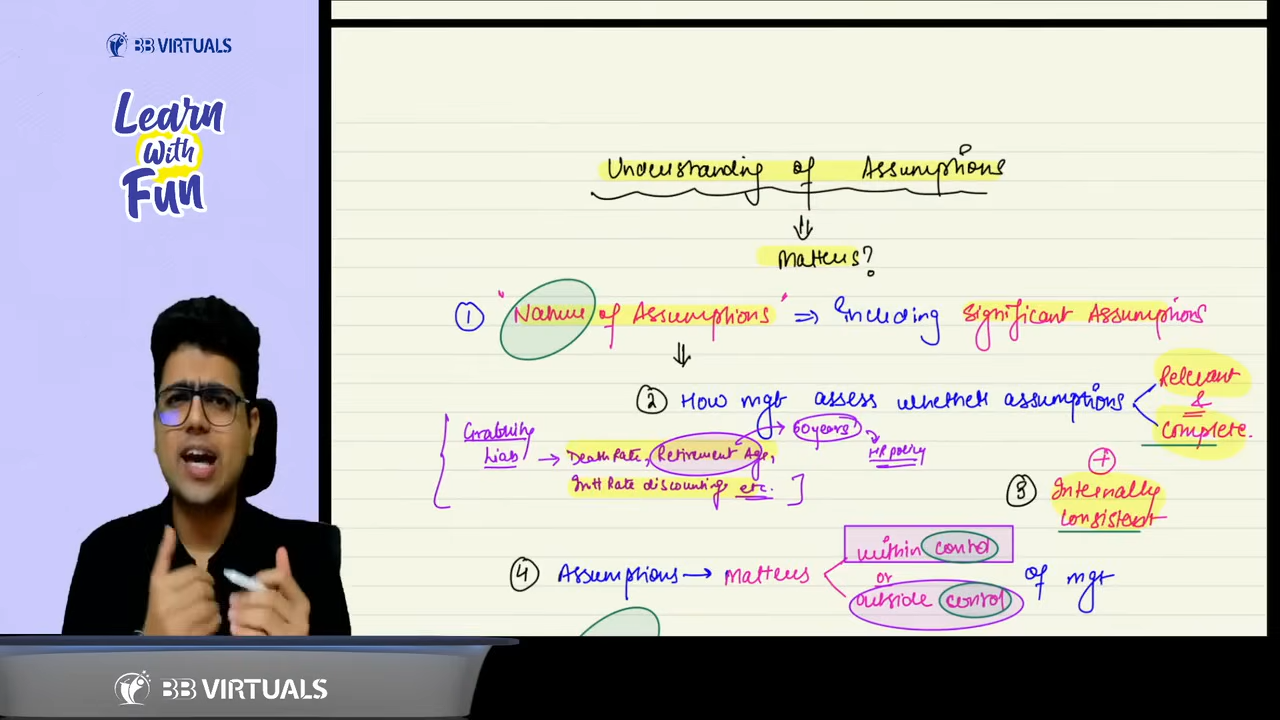 BB VIRTUALS
Learn
With
Fun
Understanding of Assumptions
Matters?
① "Nature of Assumptions" ⇒ Including Significant Assumptions
② How mgt assess whether assumptions
Relevant
&
Complete.
Gratuity
Liab → Death Rate, Retirement Age, → 60years? → HR policy
Intt Rate discounting etc. ]
+
③ Internally
Consistent
④ Assumptions → Matters
within control
or
outside control
of mgt
BB VIRTUALS